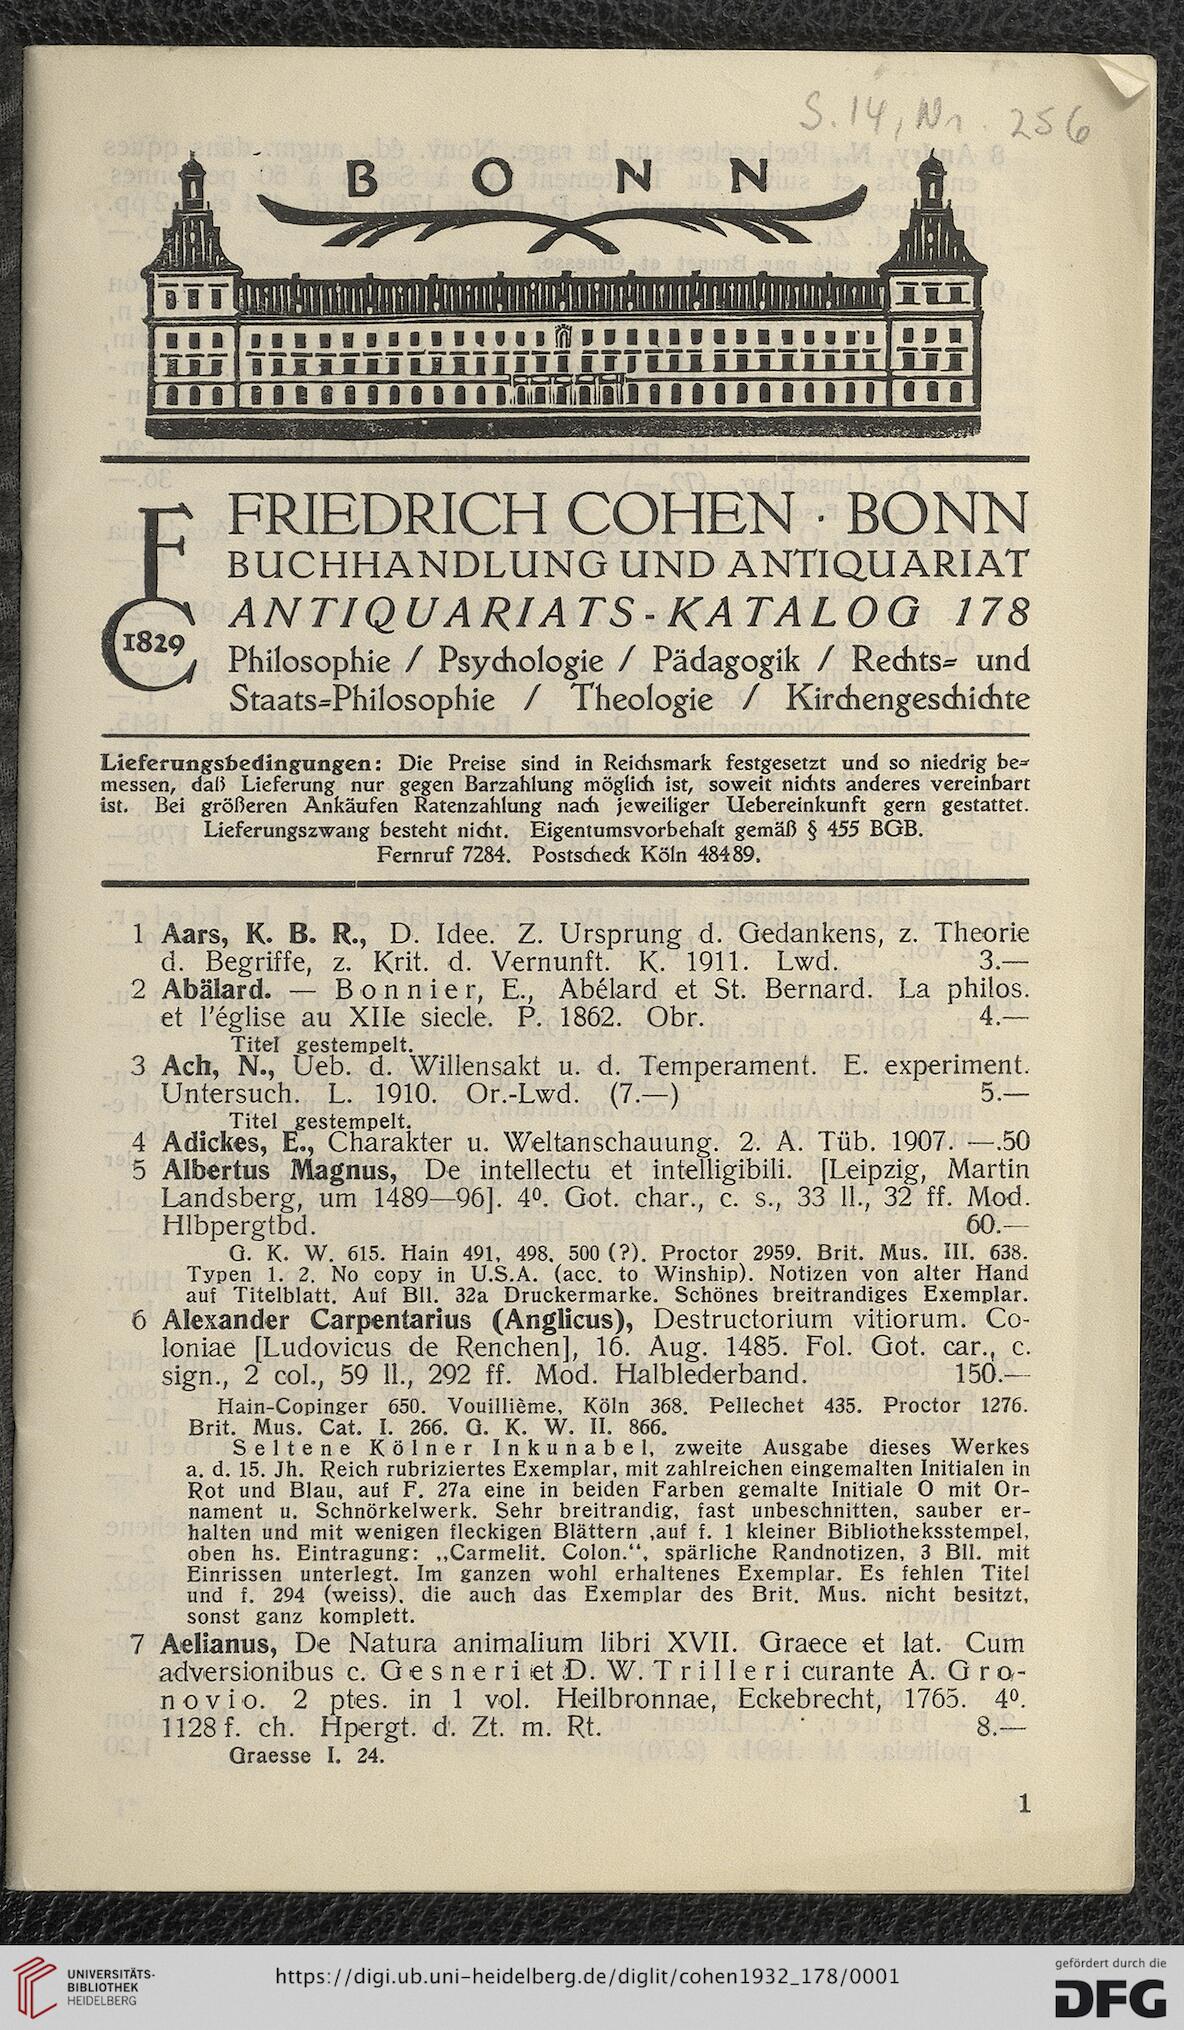 S. 14, Nr. 256
BONN
FRIEDRICH COHEN · BONN
BUCHHANDLUNG UND ANTIQUARIAT
ANTIQUARIATS-KATALOG 178
FC
1829
Philosophie / Psychologie / Pädagogik / Rechts- und
Staats-Philosophie / Theologie / Kirchengeschichte
Lieferungsbedingungen: Die Preise sind in Reichsmark festgesetzt und so niedrig be-
messen, daß Lieferung nur gegen Barzahlung möglich ist, soweit nichts anderes vereinbart
ist. Bei größeren Ankäufen Ratenzahlung nach jeweiliger Uebereinkunft gern gestattet.
Lieferungszwang besteht nicht. Eigentumsvorbehalt gemäß § 455 BGB.
Fernruf 7284. Postscheck Köln 48489.
1 Aars, K. B. R., D. Idee. Z. Ursprung d. Gedankens, z. Theorie
d. Begriffe, z. Krit. d. Vernunft. K. 1911. Lwd. 3.—
2 Abälard. — Bonnier, E., Abélard et St. Bernard. La philos.
et l'église au XIIe siecle. P. 1862. Obr. 4.—
Titel gestempelt.
3 Ach, N., Ueb. d. Willensakt u. d. Temperament. E. experiment.
Untersuch. L. 1910. Or.-Lwd. (7.—) 5.—
Titel gestempelt.
4 Adickes, E., Charakter u. Weltanschauung. 2. A. Tüb. 1907. —.50
5 Albertus Magnus, De intellectu et intelligibili. [Leipzig, Martin
Landsberg, um 1489—96]. 4⁰. Got. char., c. s., 33 ll., 32 ff. Mod.
Hlbpergtbd. 60.—
G. K. W. 615. Hain 491, 498, 500 (?). Proctor 2959. Brit. Mus. III. 638.
Typen 1. 2. No copy in U.S.A. (acc. to Winship). Notizen von alter Hand
auf Titelblatt. Auf Bll. 32a Druckermarke. Schönes breitrandiges Exemplar.
6 Alexander Carpentarius (Anglicus), Destructorium vitiorum. Co-
loniae [Ludovicus de Renchen], 16. Aug. 1485. Fol. Got. car., c.
sign., 2 col., 59 ll., 292 ff. Mod. Halblederband. 150.—
Hain-Copinger 650. Vouillième, Köln 368. Pellechet 435. Proctor 1276.
Brit. Mus. Cat. I. 266. G. K. W. II. 866.
Seltene Kölner Inkunabel, zweite Ausgabe dieses Werkes
a. d. 15. Jh. Reich rubriziertes Exemplar, mit zahlreichen eingemalten Initialen in
Rot und Blau, auf F. 27a eine in beiden Farben gemalte Initiale O mit Or-
nament u. Schnörkelwerk. Sehr breitrandig, fast unbeschnitten, sauber er-
halten und mit wenigen fleckigen Blättern ,auf f. 1 kleiner Bibliotheksstempel,
oben hs. Eintragung: „Carmelit. Colon.“, spärliche Randnotizen, 3 Bll. mit
Einrissen unterlegt. Im ganzen wohl erhaltenes Exemplar. Es fehlen Titel
und f. 294 (weiss), die auch das Exemplar des Brit. Mus. nicht besitzt,
sonst ganz komplett.
7 Aelianus, De Natura animalium libri XVII. Graece et lat. Cum
adversionibus c. Gesneri et D. W. Trilleri curante A. Gro-
novio. 2 ptes. in 1 vol. Heilbronnae, Eckebrecht, 1765. 4⁰.
1128 f. ch. Hpergt. d. Zt. m. Rt. 8.—
Graesse I. 24.
1
UNIVERSITÄTS-
BIBLIOTHEK
HEIDELBERG
https://digi.ub.uni-heidelberg.de/diglit/cohen1932_178/0001
gefördert durch die
DFG